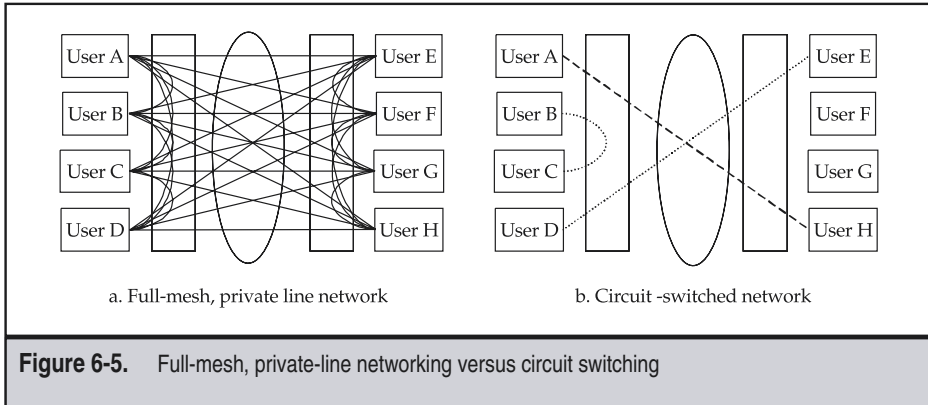 User A
User B
User C
User D
User E
User F
User G
User H
a. Full-mesh, private line network
User A
User B
User C
User D
User E
User F
User G
User H
b. Circuit -switched network
Figure 6-5. Full-mesh, private-line networking versus circuit switching